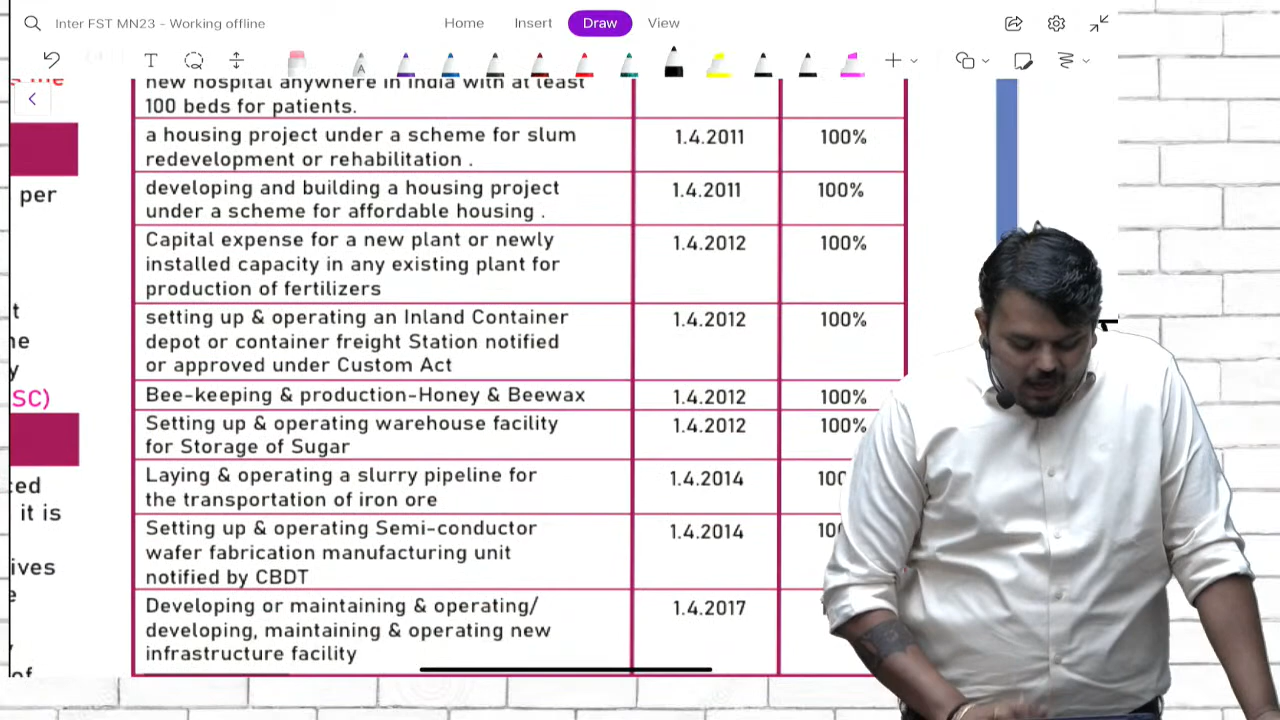 Inter FST MN23 – Working offline
Home Insert Draw View
new hospital anywhere in India with at least
100 beds for patients.
a housing project under a scheme for slum
redevelopment or rehabilitation .
1.4.2011
100%
developing and building a housing project
under a scheme for affordable housing .
1.4.2011
100%
Capital expense for a new plant or newly
installed capacity in any existing plant for
production of fertilizers
1.4.2012
100%
setting up & operating an Inland Container
depot or container freight Station notified
or approved under Custom Act
1.4.2012
100%
Bee-keeping & production-Honey & Beewax
1.4.2012
100%
Setting up & operating warehouse facility
for Storage of Sugar
1.4.2012
100%
Laying & operating a slurry pipeline for
the transportation of iron ore
1.4.2014
Setting up & operating Semi-conductor
wafer fabrication manufacturing unit
notified by CBDT
1.4.2014
Developing or maintaining & operating/
developing, maintaining & operating new
infrastructure facility
1.4.2017
per
SC)
it is